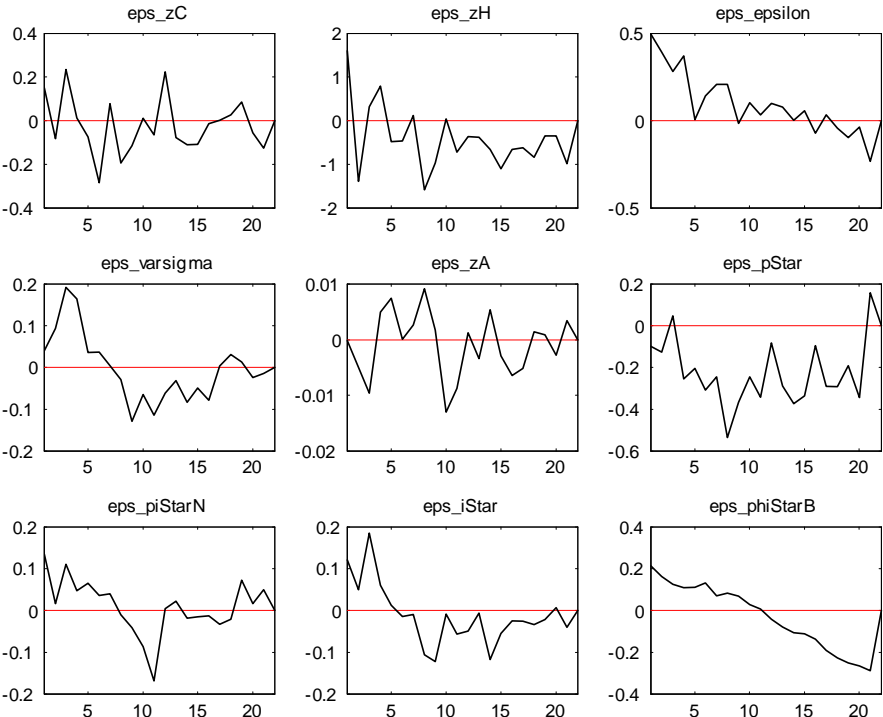 eps_zC eps_zH eps_epsilon
0.4 2 0.5
0.2 1
0 0 0
-0.2 -1
-0.4 -2 -0.5
5 10 15 20 5 10 15 20 5 10 15 20
eps_varsigma eps_zA eps_pStar
0.2 0.01 0.2
0.1 0
0 0 -0.2
-0.1 -0.01 -0.4
-0.2 -0.02 -0.6
5 10 15 20 5 10 15 20 5 10 15 20
eps_piStarN eps_iStar eps_phiStarB
0.2 0.2 0.4
0.1 0.1 0.2
0 0 0
-0.1 -0.1 -0.2
-0.2 -0.2 -0.4
5 10 15 20 5 10 15 20 5 10 15 20